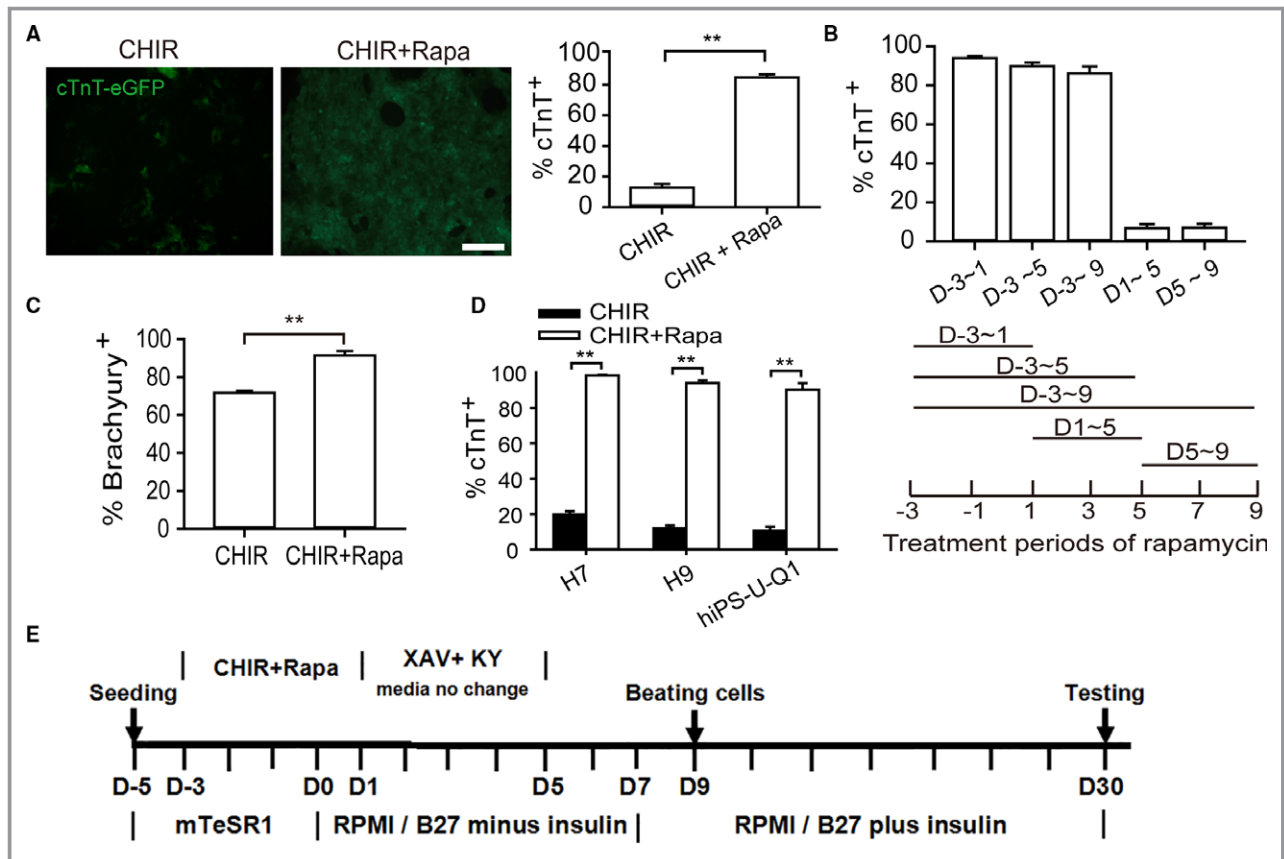 A
CHIR
CHIR+Rapa
cTnT-eGFP
**
% cTnT+
100
80
60
40
20
0
CHIR
CHIR + Rapa
B
% cTnT+
100
80
60
40
20
0
D-3~1
D-3 ~5
D-3~ 9
D1~ 5
D5 ~ 9
D-3~1
D-3~5
D-3~9
D1~5
D5~9
-3 -1 1 3 5 7 9
Treatment periods of rapamycin
C
**
% Brachyury+
100
80
60
40
20
0
CHIR
CHIR+Rapa
D
CHIR
CHIR+Rapa
** ** **
% cTnT+
100
80
60
40
20
0
H7
H9
hiPS-U-Q1
E
CHIR+Rapa
XAV+ KY
media no change
Seeding
Beating cells
Testing
D-5 D-3 D0 D1 D5 D7 D9 D30
mTeSR1
RPMI / B27 minus insulin
RPMI / B27 plus insulin